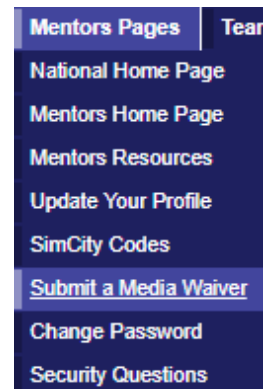 Mentors Pages
National Home Page
Mentors Home Page
Mentors Resources
Update Your Profile
SimCity Codes
Submit a Media Waiver
Change Password
Security Questions